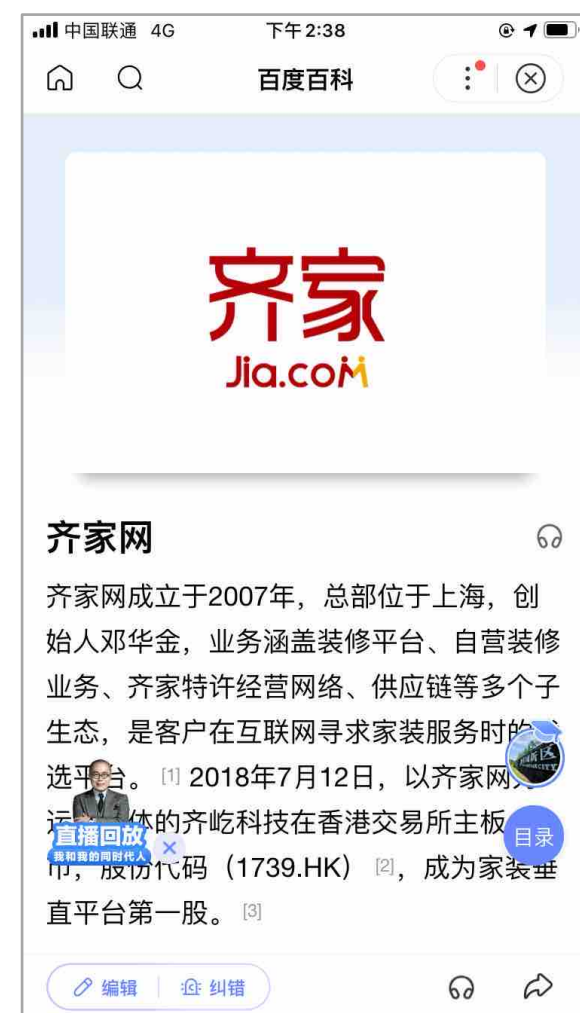 中国联通 4G 下午2:38
百度百科
齐家
Jia.com
齐家网
齐家网成立于2007年，总部位于上海，创
始人邓华金，业务涵盖装修平台、自营装修
业务、齐家特许经营网络、供应链等多个子
生态，是客户在互联网寻求家装服务时的
选平台。[1] 2018年7月12日，以齐家网为
运 体的齐屹科技在香港交易所主板
市，股份代码（1739.HK） [2]，成为家装垂
直平台第一股。[3]
直播回放
我和我的同时代人
目录
编辑 纠错